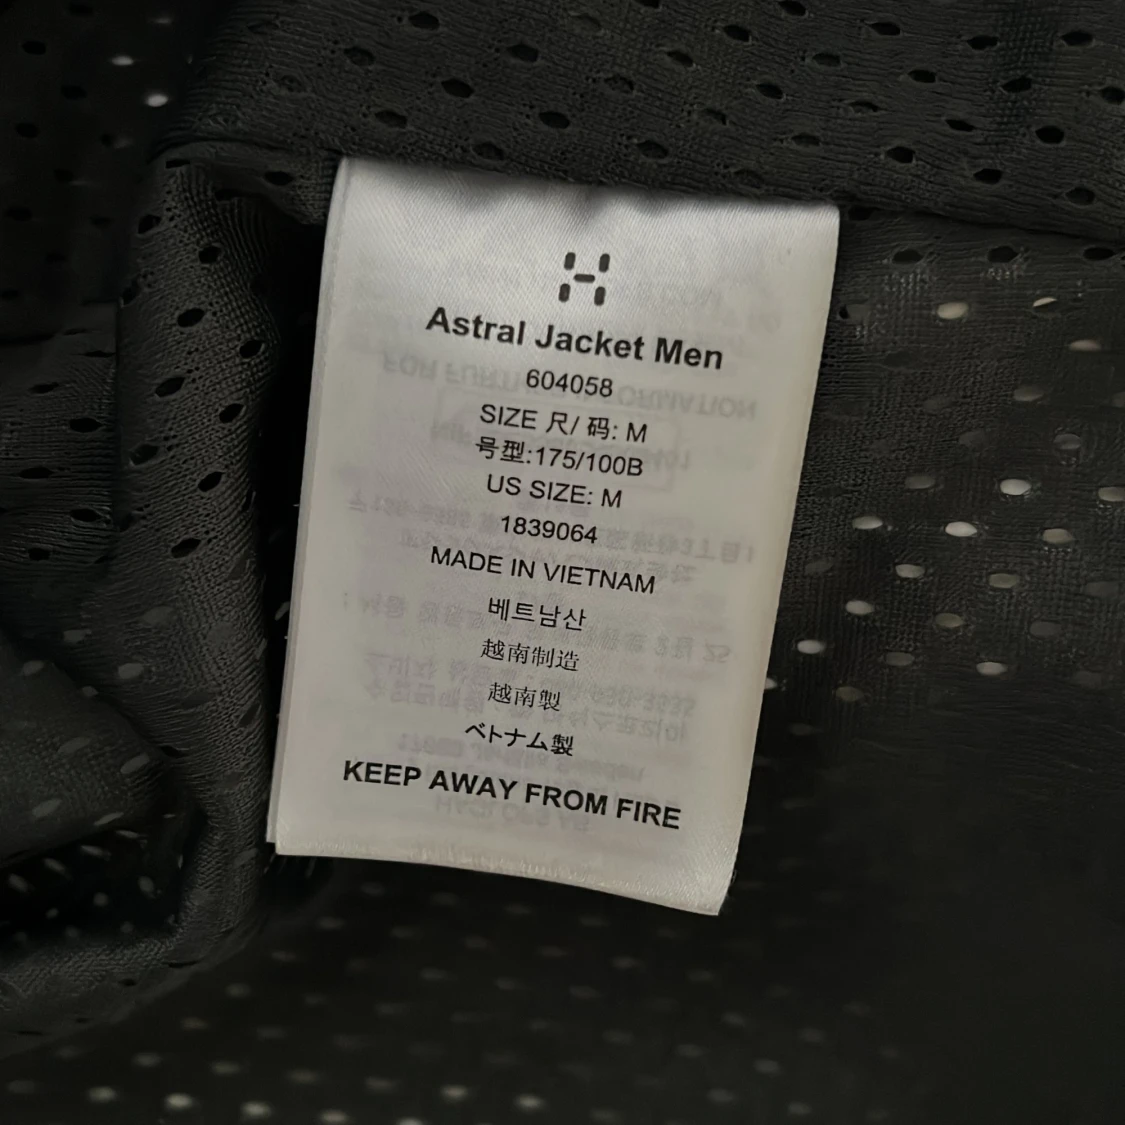 Astral Jacket Men
604058
SIZE 尺/ 码: M
号型:175/100B
US SIZE: M
1839064
MADE IN VIETNAM
베트남산
越南制造
越南製
ベトナム製
KEEP AWAY FROM FIRE